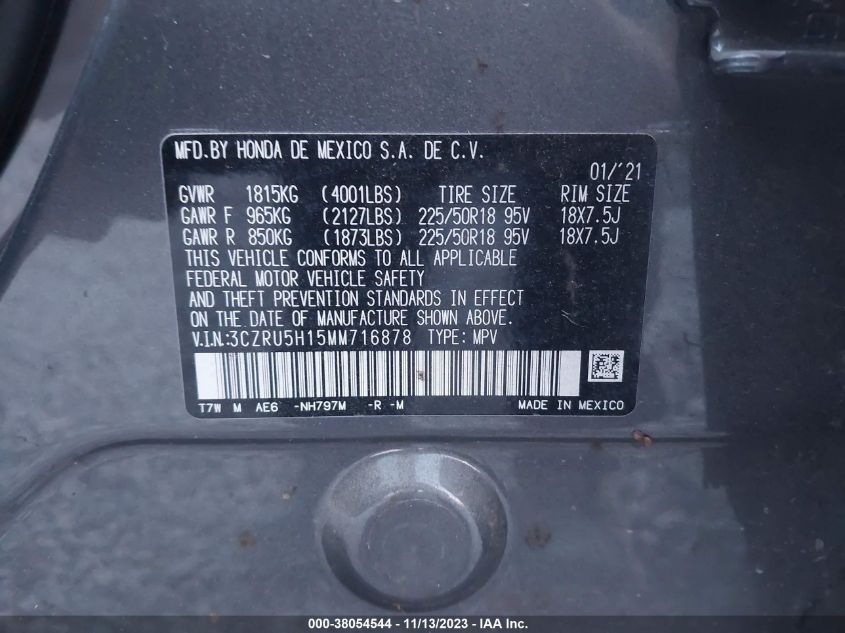 MFD.BY HONDA DE MEXICO S.A. DE C.V.
01/'21
GVWR 1815KG (4001LBS) TIRE SIZE RIM SIZE
GAWR F 965KG (2127LBS) 225/50R18 95V 18X7.5J
GAWR R 850KG (1873LBS) 225/50R18 95V 18X7.5J
THIS VEHICLE CONFORMS TO ALL APPLICABLE
FEDERAL MOTOR VEHICLE SAFETY
AND THEFT PREVENTION STANDARDS IN EFFECT
ON THE DATE OF MANUFACTURE SHOWN ABOVE.
V.I.N:3CZRU5H15MM716878 TYPE: MPV
T7W M AE6 -NH797M -R -M MADE IN MEXICO
000-38054544 - 11/13/2023 - IAA Inc.